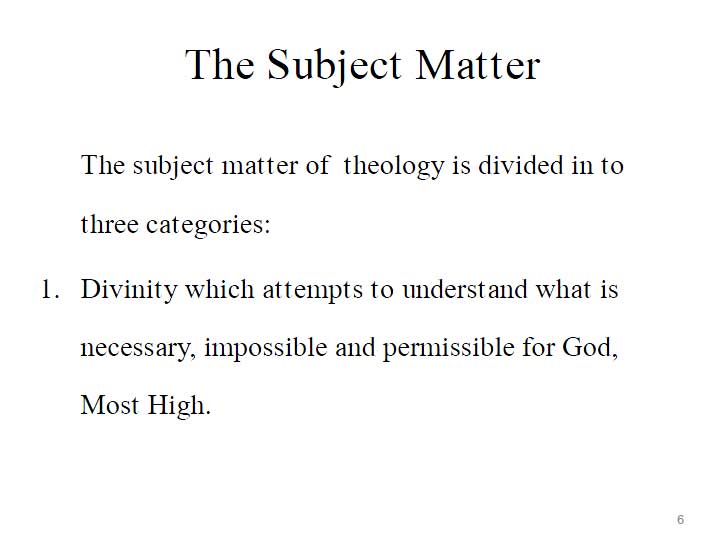 The Subject Matter
The subject matter of theology is divided in to
three categories:
1. Divinity which attempts to understand what is
necessary, impossible and permissible for God,
Most High.
6